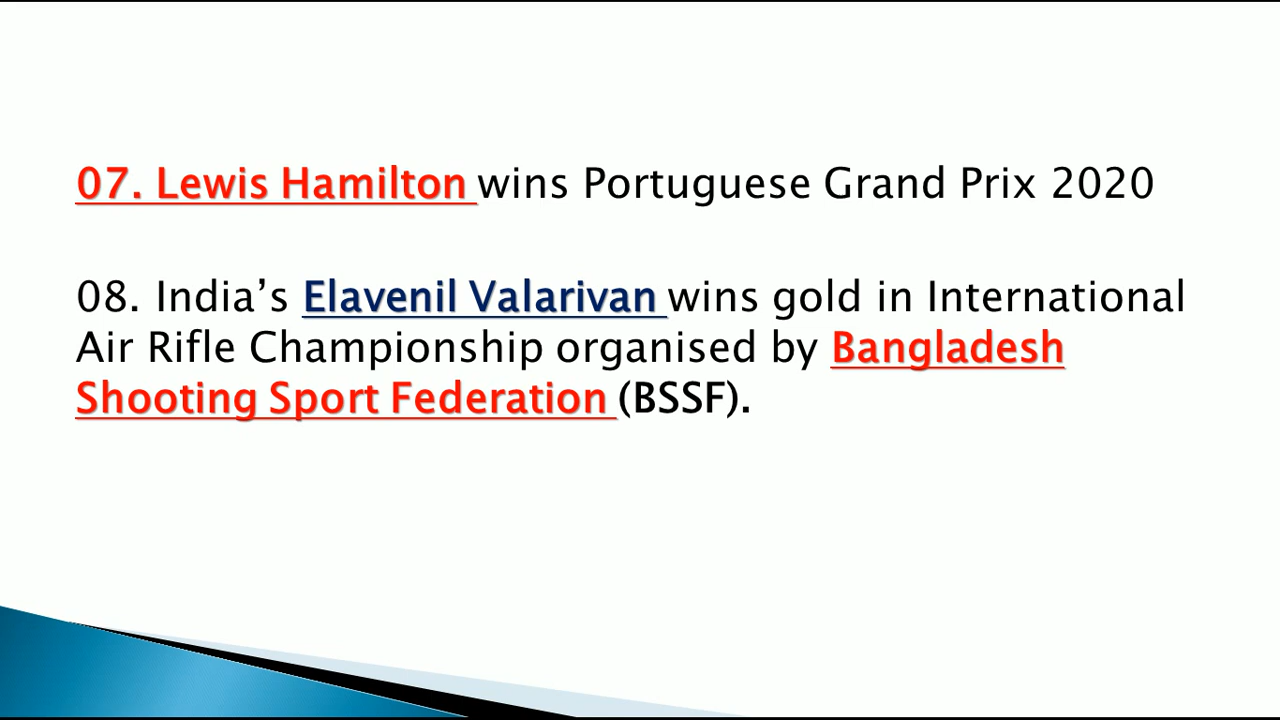 07. Lewis Hamilton wins Portuguese Grand Prix 2020
08. India’s Elavenil Valarivan wins gold in International
Air Rifle Championship organised by Bangladesh
Shooting Sport Federation (BSSF).